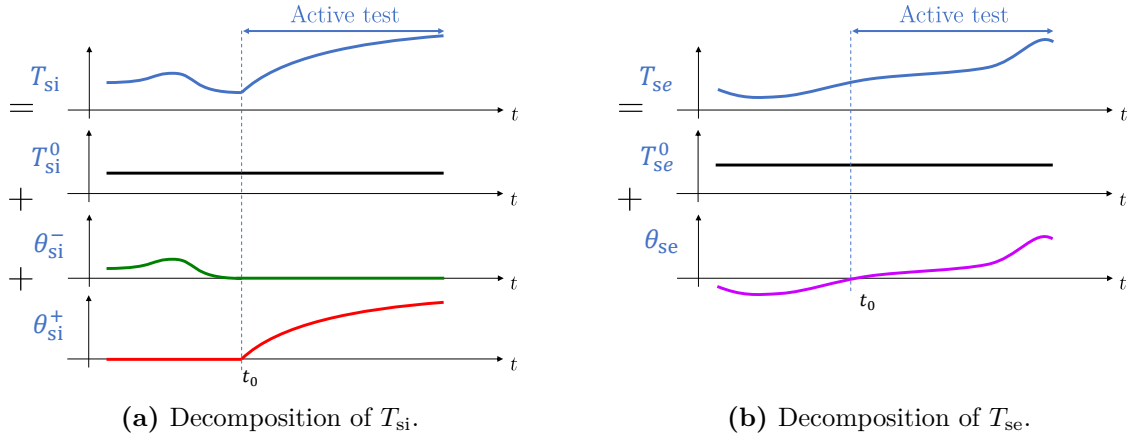 Active test
T_si
t
=
T_si^0
t
+
θ_si^-
t
+
θ_si^+
t
t_0
(a) Decomposition of T_si.
Active test
T_se
t
=
T_se^0
t
+
θ_se
t
t_0
(b) Decomposition of T_se.